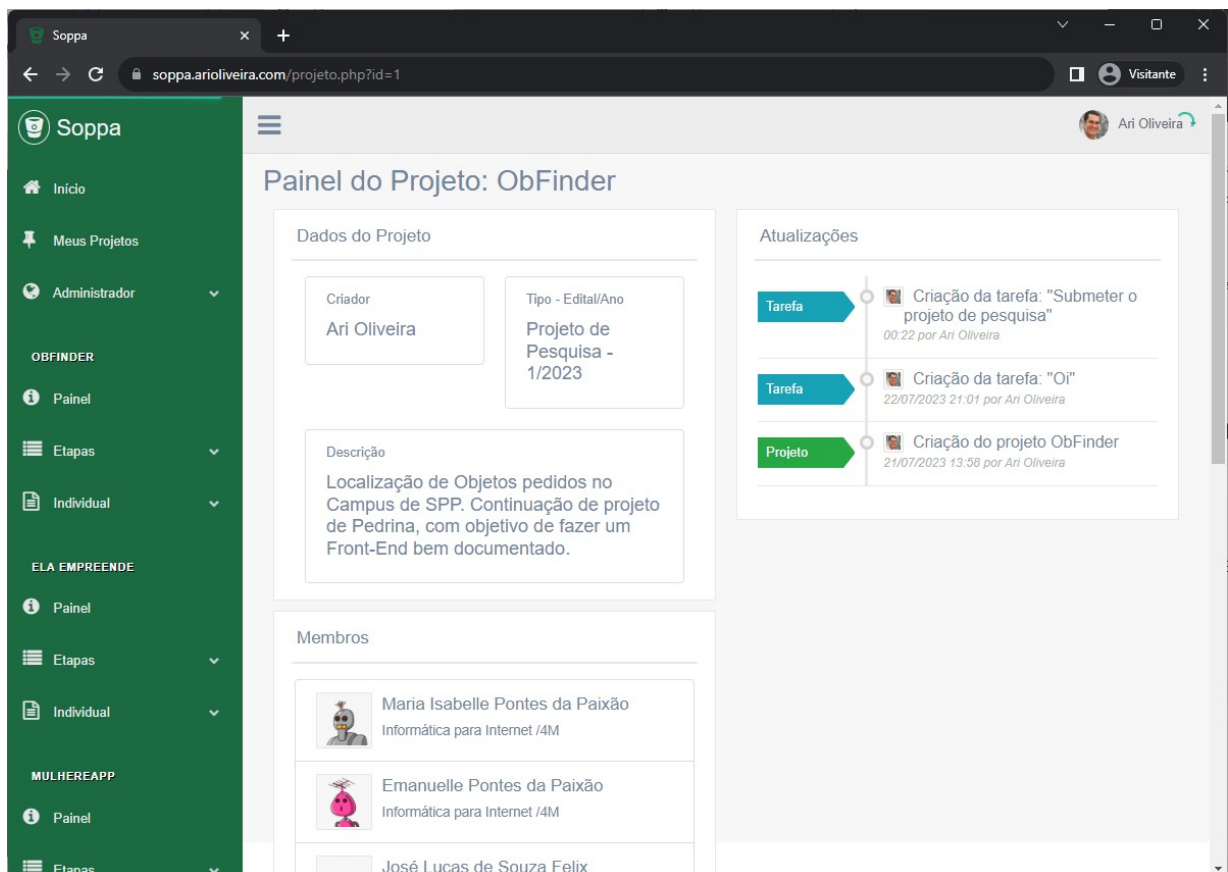 Soppa
soppa.arioliveira.com/projeto.php?id=1
Visitante
Soppa
Ari Oliveira
Início
Meus Projetos
Administrador
OBFINDER
Painel
Etapas
Individual
ELA EMPREENDE
Painel
Etapas
Individual
MULHEREAPP
Painel
Etapas
Painel do Projeto: ObFinder
Dados do Projeto
Criador
Ari Oliveira
Tipo - Edital/Ano
Projeto de
Pesquisa -
1/2023
Descrição
Localização de Objetos pedidos no
Campus de SPP. Continuação de projeto
de Pedrina, com objetivo de fazer um
Front-End bem documentado.
Membros
Maria Isabelle Pontes da Paixão
Informática para Internet /4M
Emanuelle Pontes da Paixão
Informática para Internet /4M
José Lucas de Souza Felix
Atualizações
Tarefa
Criação da tarefa: "Submeter o
projeto de pesquisa"
00:22 por Ari Oliveira
Tarefa
Criação da tarefa: "Oi"
22/07/2023 21:01 por Ari Oliveira
Projeto
Criação do projeto ObFinder
21/07/2023 13:58 por Ari Oliveira